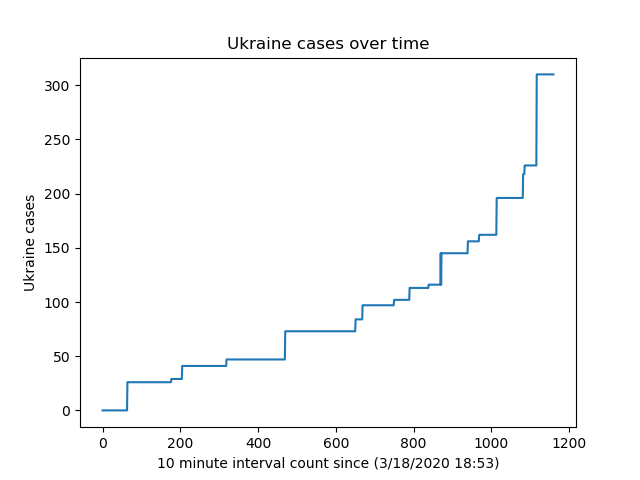 Ukraine cases over time
300
250
200
150
100
50
0
Ukraine cases
0 200 400 600 800 1000 1200
10 minute interval count since (3/18/2020 18:53)